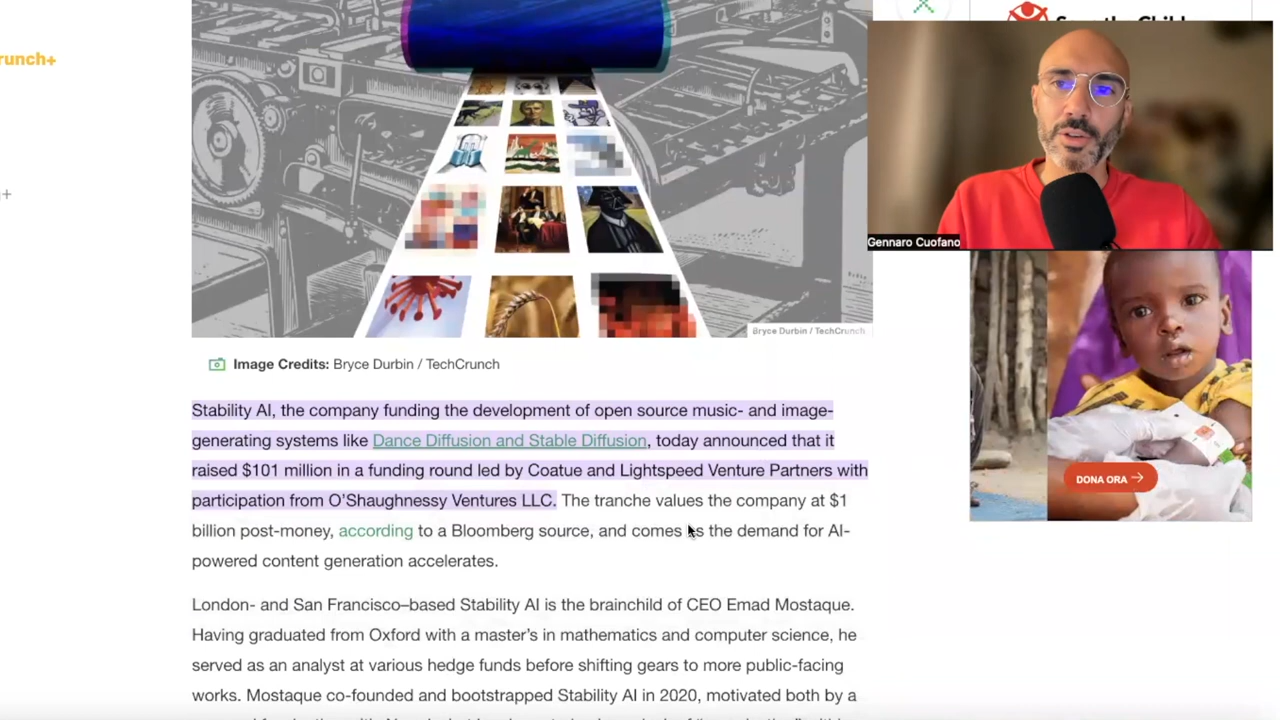 runch+
+
Bryce Durbin / TechCrunch
Image Credits: Bryce Durbin / TechCrunch
Stability AI, the company funding the development of open source music- and image-
generating systems like Dance Diffusion and Stable Diffusion, today announced that it
raised $101 million in a funding round led by Coatue and Lightspeed Venture Partners with
participation from O’Shaughnessy Ventures LLC. The tranche values the company at $1
billion post-money, according to a Bloomberg source, and comes as the demand for AI-
powered content generation accelerates.
London- and San Francisco–based Stability AI is the brainchild of CEO Emad Mostaque.
Having graduated from Oxford with a master’s in mathematics and computer science, he
served as an analyst at various hedge funds before shifting gears to more public-facing
works. Mostaque co-founded and bootstrapped Stability AI in 2020, motivated both by a
Gennaro Cuofano
DONA ORA